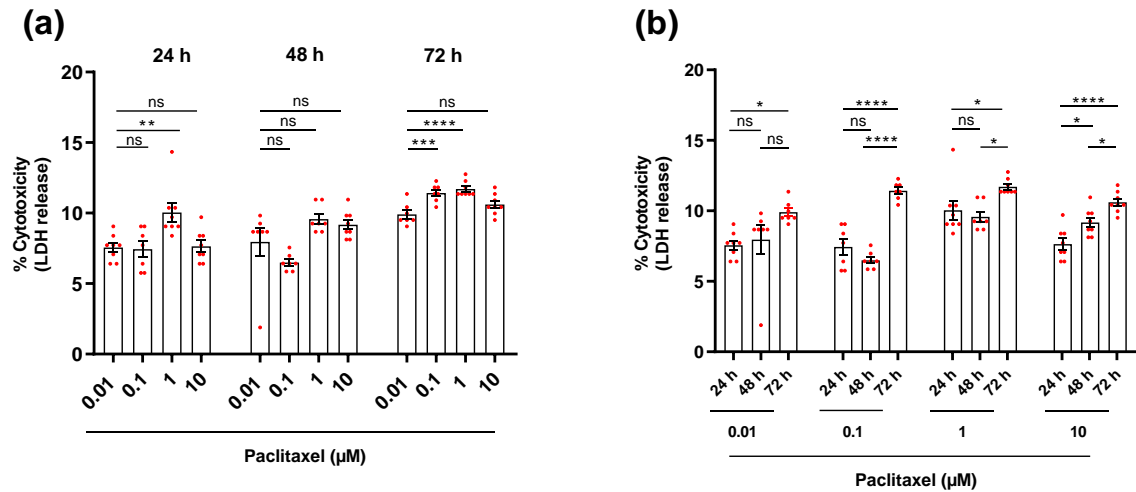 (a)
24 h 48 h 72 h
% Cytotoxicity
(LDH release)
20
15
10
5
0
ns
**
ns
ns
ns
ns
ns
****
***
0.01 0.1 1 10 0.01 0.1 1 10 0.01 0.1 1 10
Paclitaxel (µM)
(b)
% Cytotoxicity
(LDH release)
20
15
10
5
0
*
ns
ns
****
ns
****
*
ns
*
****
*
*
24 h 48 h 72 h 24 h 48 h 72 h 24 h 48 h 72 h 24 h 48 h 72 h
0.01 0.1 1 10
Paclitaxel (µM)